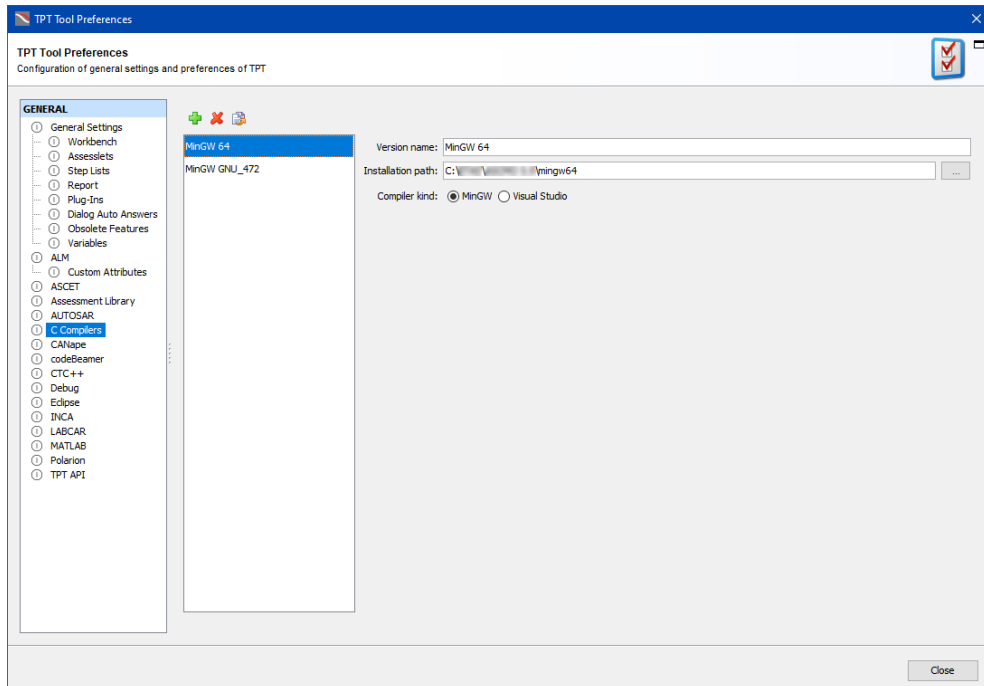 TPT Tool Preferences
TPT Tool Preferences
Configuration of general settings and preferences of TPT
GENERAL
General Settings
Workbench
Assesslets
Step Lists
Report
Plug-Ins
Dialog Auto Answers
Obsolete Features
Variables
ALM
Custom Attributes
ASCET
Assessment Library
AUTOSAR
C Compilers
CANape
codeBeamer
CTC++
Debug
Eclipse
INCA
LABCAR
MATLAB
Polarion
TPT API
MinGW 64
MinGW GNU_472
Version name: MinGW 64
Installation path: C:\ \ \mingw64 ...
Compiler kind: MinGW Visual Studio
Close